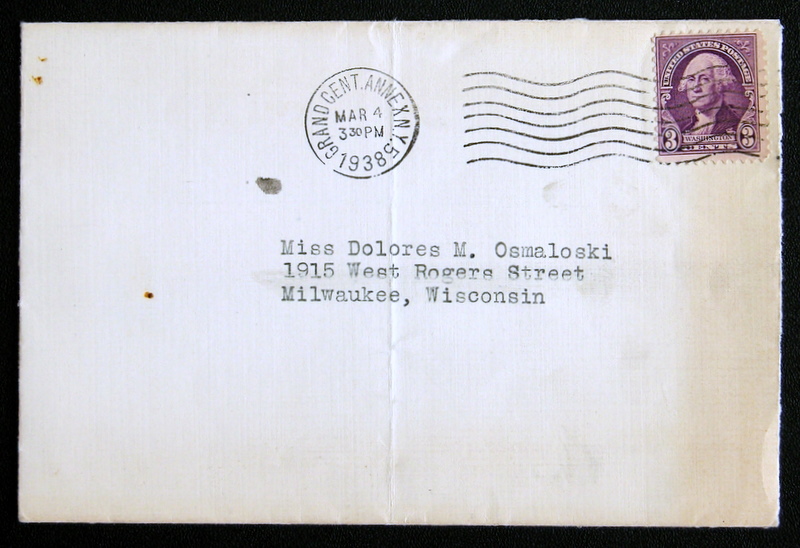 GRAND CENT. ANNEX N.Y. 5
MAR 4
3 30 PM
1938
UNITED STATES POSTAGE
3 WASHINGTON 3
CENTS
Miss Dolores M. Osmaloski
1915 West Rogers Street
Milwaukee, Wisconsin